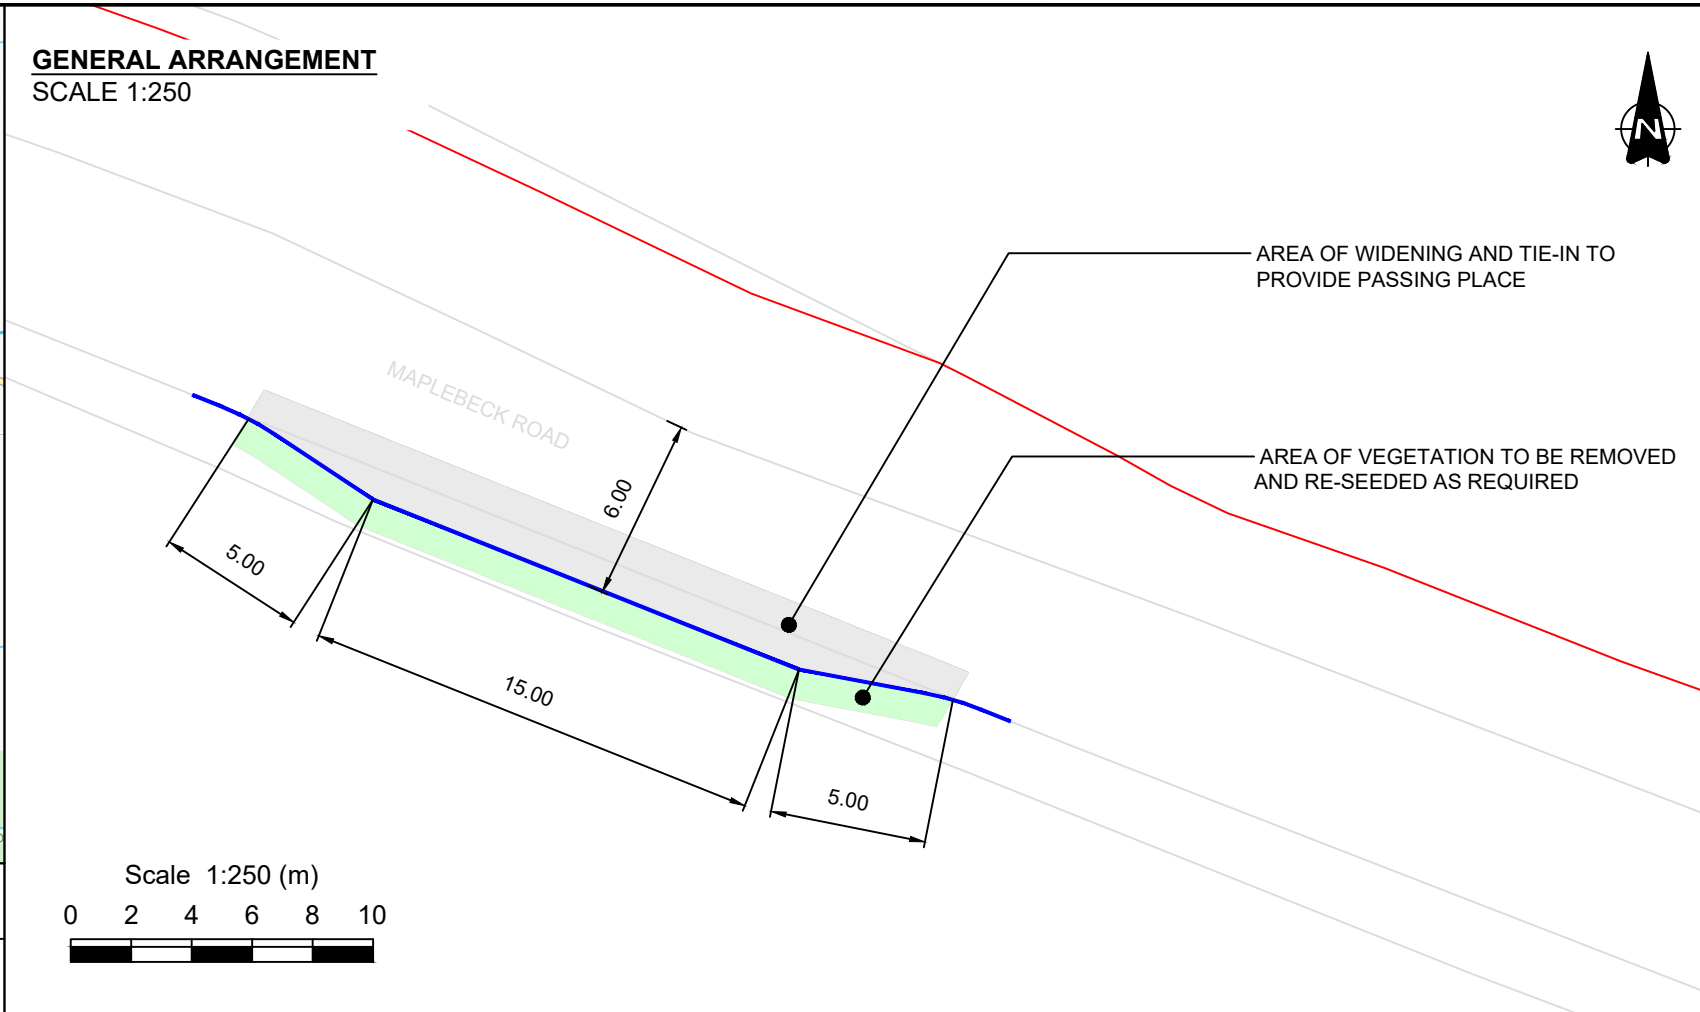 GENERAL ARRANGEMENT
SCALE 1:250
N
AREA OF WIDENING AND TIE-IN TO
PROVIDE PASSING PLACE
MAPLEBECK ROAD
AREA OF VEGETATION TO BE REMOVED
AND RE-SEEDED AS REQUIRED
6.00
5.00
15.00
5.00
Scale 1:250 (m)
0 2 4 6 8 10